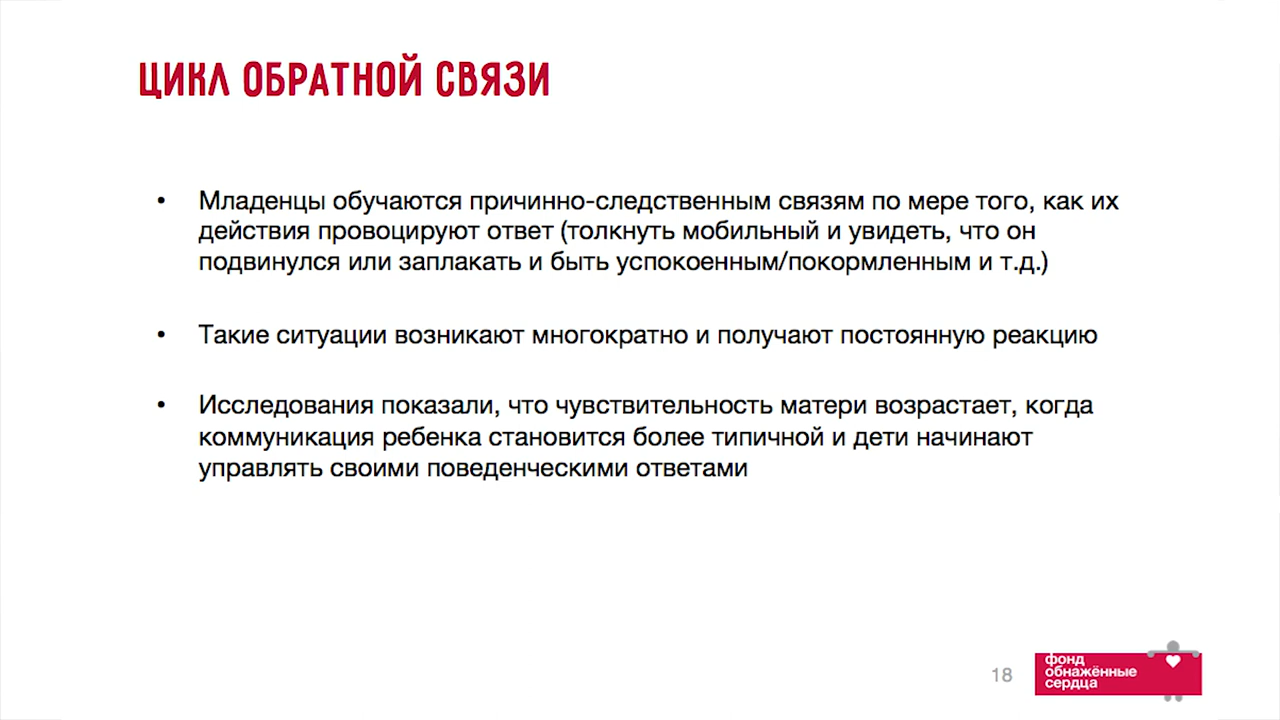 ЦИКЛ ОБРАТНОЙ СВЯЗИ
• Младенцы обучаются причинно-следственным связям по мере того, как их
действия провоцируют ответ (толкнуть мобильный и увидеть, что он
подвинулся или заплакать и быть успокоенным/покормленным и т.д.)
• Такие ситуации возникают многократно и получают постоянную реакцию
• Исследования показали, что чувствительность матери возрастает, когда
коммуникация ребенка становится более типичной и дети начинают
управлять своими поведенческими ответами
18
фонд
обнажённые
сердца